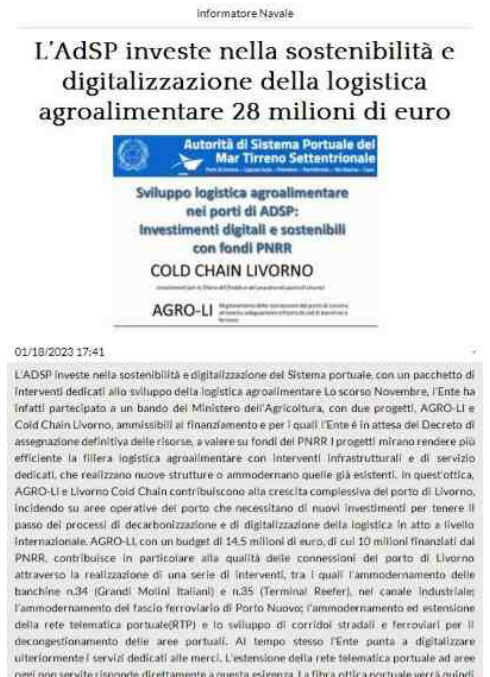 Informatore Navale
L'AdSP investe nella sostenibilità e
digitalizzazione della logistica
agroalimentare 28 milioni di euro
Autorità di Sistema Portuale del
Mar Tirreno Settentrionale
Sviluppo logistica agroalimentare
nei porti di ADSP:
Investimenti digitali e sostenibili
con fondi PNRR
COLD CHAIN LIVORNO
AGRO-LI
01/18/2023 17:41
L'ADSP investe nella sostenibilità e digitalizzazione del Sistema portuale, con un pacchetto di
interventi dedicati allo sviluppo della logistica agroalimentare Lo scorso Novembre, l'Ente ha
infatti partecipato a un bando del Ministero dell'Agricoltura, con due progetti, AGRO-LI e
Cold Chain Livorno, ammissibili al finanziamento e per i quali l'Ente è in attesa del Decreto di
assegnazione definitiva delle risorse, a valere su fondi del PNRR I progetti mirano rendere più
efficiente la filiera logistica agroalimentare con interventi infrastrutturali e di servizio
dedicati, che realizzano nuove strutture o ammodernano quelle già esistenti. In quest'ottica,
AGRO-LI e Livorno Cold Chain contribuiscono alla crescita complessiva del porto di Livorno,
incidendo su aree operative del porto che necessitano di nuovi investimenti per tenere il
passo dei processi di decarbonizzazione e di digitalizzazione della logistica in atto a livello
internazionale. AGRO-LI, con un budget di 14,5 milioni di euro, di cui 10 milioni finanziati dal
PNRR, contribuisce in particolare alla qualità delle connessioni del porto di Livorno
attraverso la realizzazione di una serie di interventi, tra i quali l'ammodernamento delle
banchine n.34 (Grandi Molini Italiani) e n.35 (Terminal Reefer), nel canale industriale;
l'ammodernamento del fascio ferroviario di Porto Nuovo; l'ammodernamento ed estensione
della rete telematica portuale(RTP) e lo sviluppo di corridoi stradali e ferroviari per il
decongestionamento delle aree portuali. Al tempo stesso l'Ente punta a digitalizzare
ulteriormente i servizi dedicati alle merci. L'estensione della rete telematica portuale ad aree
oggi non servite risponde direttamente a questa esigenza. La fibra ottica portuale verrà quindi